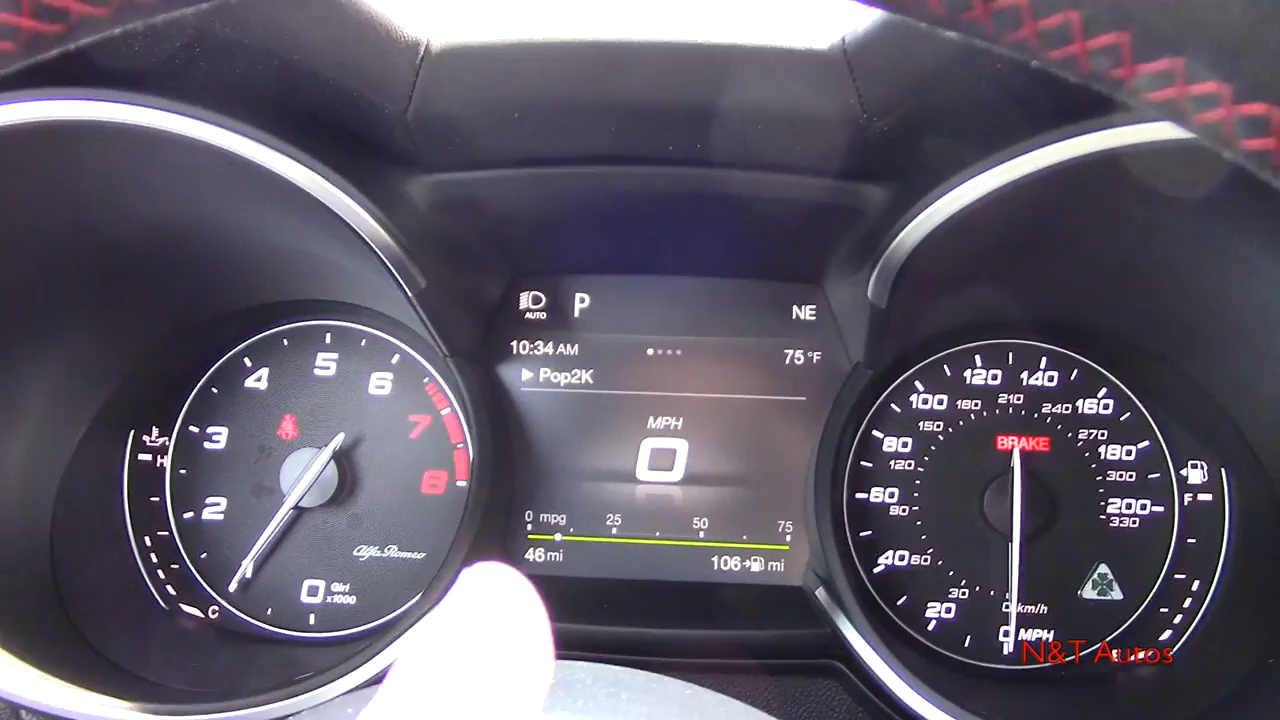 AUTO
P
NE
10:34 AM
75 °F
Pop2K
MPH
0
0 mpg 25 50 75
46 mi
106 mi
2
3
4
5
6
7
8
H
C
Alfa Romeo
0 Giri
x1000
20
40
60
80
100
120
140
160
180
200
30
60
90
120
150
180
210
240
270
300
330
BRAKE
0 km/h
0 MPH
F
N&T Autos